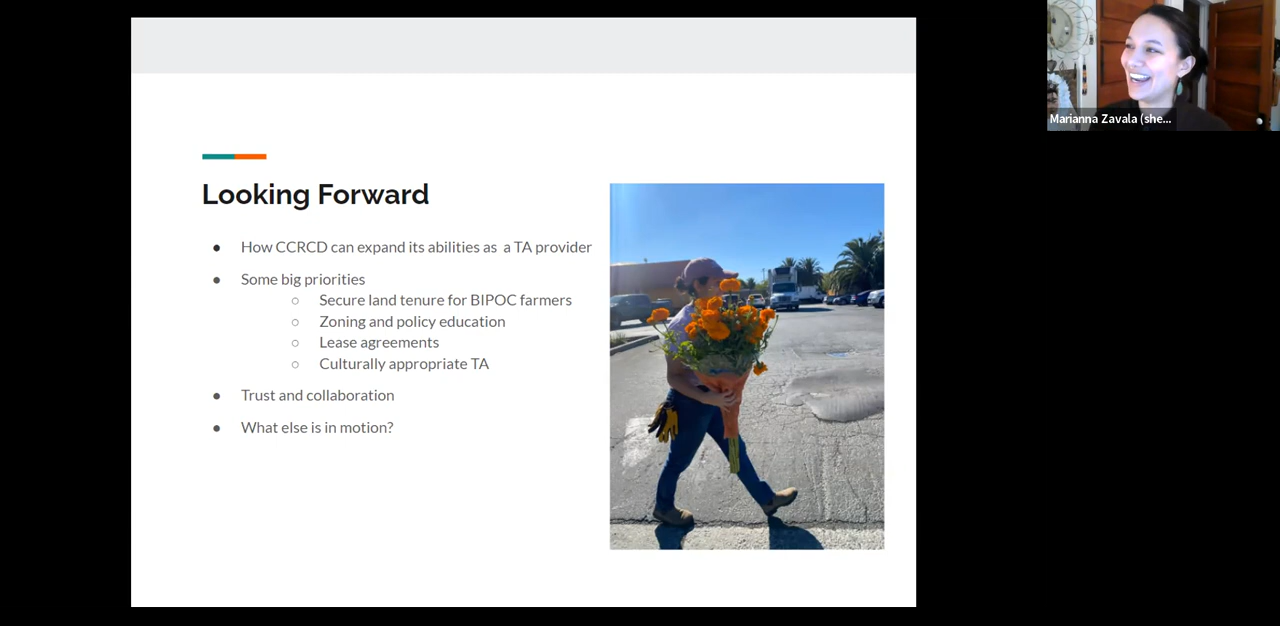 Marianna Zavala (she...
Looking Forward
● How CCRCD can expand its abilities as a TA provider
● Some big priorities
○ Secure land tenure for BIPOC farmers
○ Zoning and policy education
○ Lease agreements
○ Culturally appropriate TA
● Trust and collaboration
● What else is in motion?